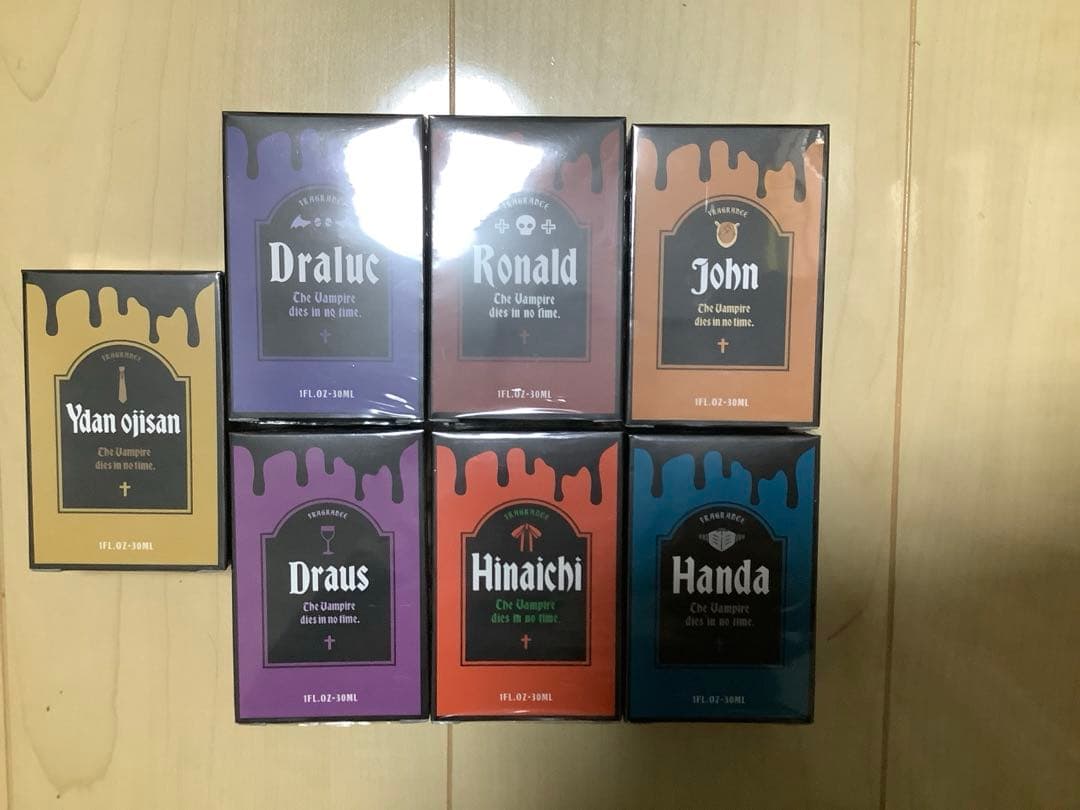 FRAGRANCE
Ydan ojisan
The Vampire
dies in no time.
1FL.OZ-30ML
FRAGRANCE
Draluc
The Vampire
dies in no time.
1FL.OZ-30ML
FRAGRANCE
Ronald
The Vampire
dies in no time.
1FL.OZ-30ML
FRAGRANCE
John
The Vampire
dies in no time.
1FL.OZ-30ML
FRAGRANCE
Draus
The Vampire
dies in no time.
1FL.OZ-30ML
FRAGRANCE
Hinaichi
The Vampire
dies in no time.
1FL.OZ-30ML
FRAGRANCE
Handa
The Vampire
dies in no time.
1FL.OZ-30ML